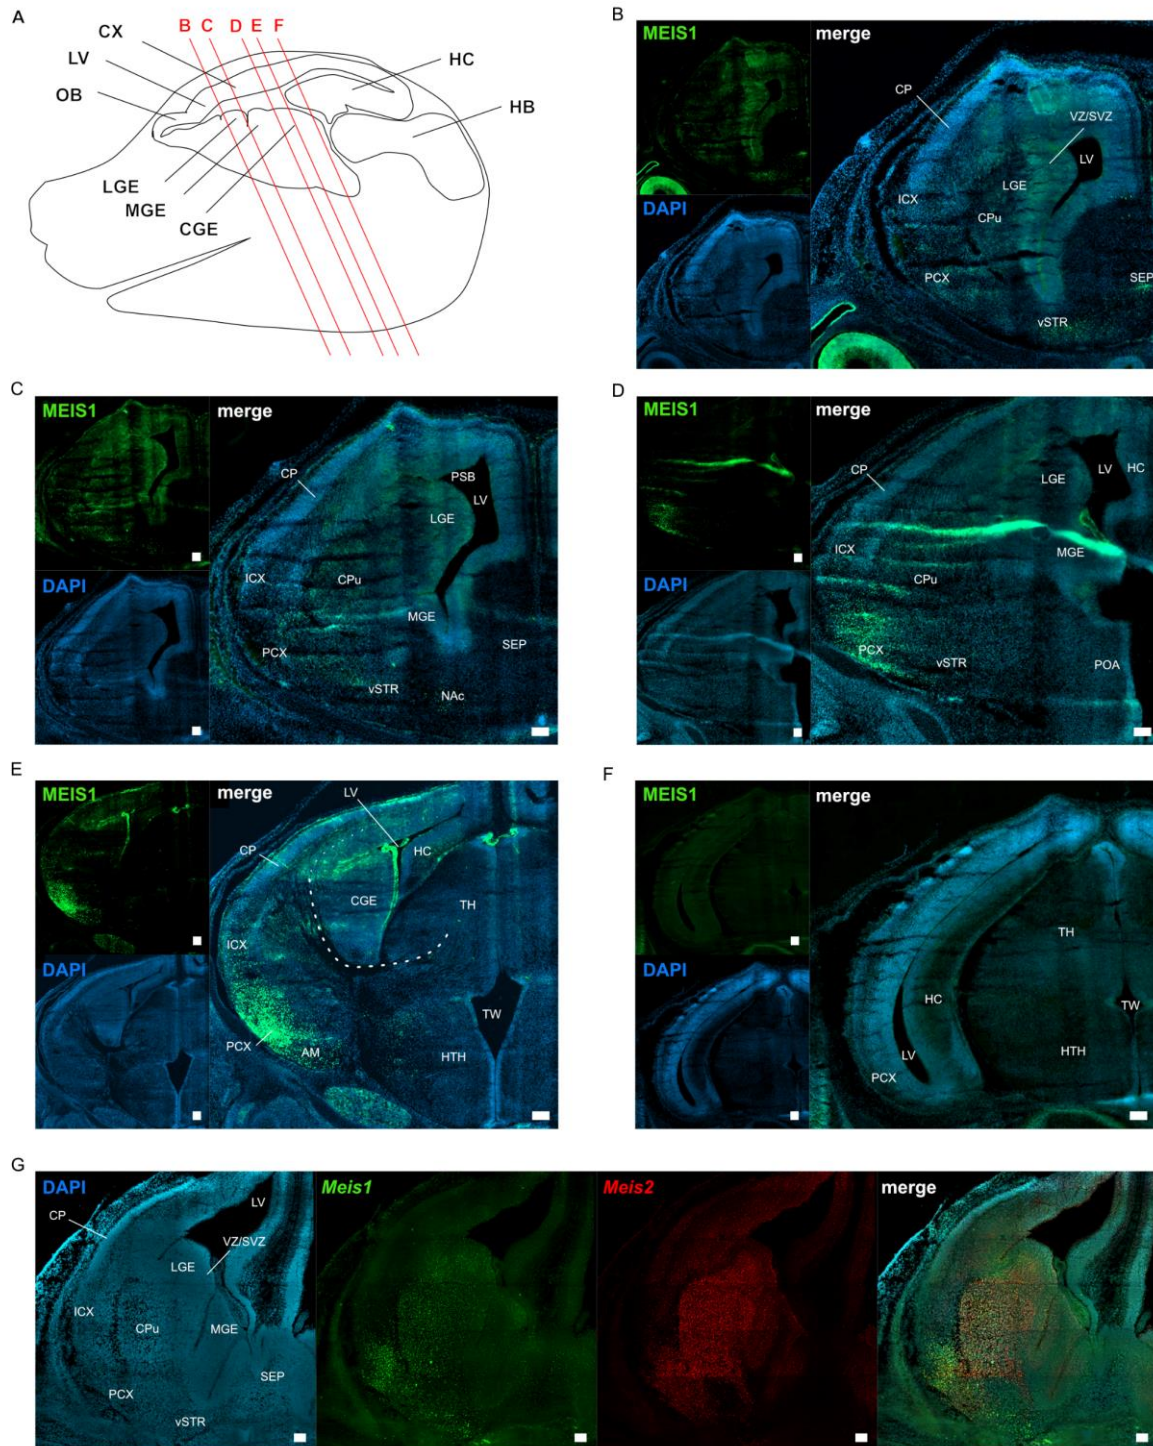 A
B C D E F
CX
LV
OB
HC
HB
LGE
MGE
CGE
B
MEIS1
merge
CP
VZ/SVZ
LV
LGE
ICX
CPu
DAPI
PCX
SEP
vSTR
C
MEIS1
merge
CP
PSB
LV
LGE
ICX
CPu
DAPI
MGE
PCX
SEP
vSTR
NAc
D
MEIS1
merge
CP
LGE
LV
HC
ICX
MGE
CPu
DAPI
PCX
vSTR
POA
E
MEIS1
merge
LV
CP
HC
CGE
TH
ICX
DAPI
TW
PCX
AM
HTH
F
MEIS1
merge
TH
DAPI
HC
TW
LV
HTH
PCX
G
DAPI
CP
LV
VZ/SVZ
LGE
ICX
CPu
MGE
SEP
PCX
vSTR
Meis1
Meis2
merge